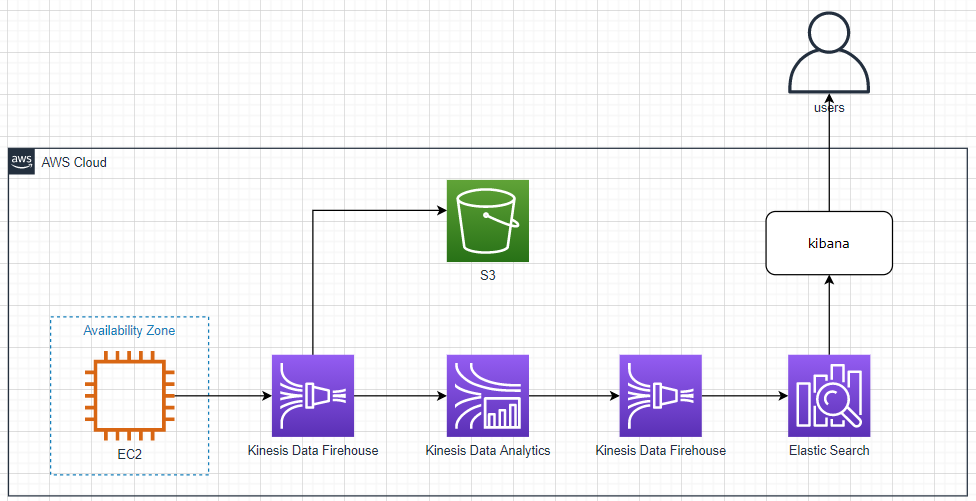 users
aws
AWS Cloud
S3
kibana
Availability Zone
EC2
Kinesis Data Firehouse
Kinesis Data Analytics
Kinesis Data Firehouse
Elastic Search